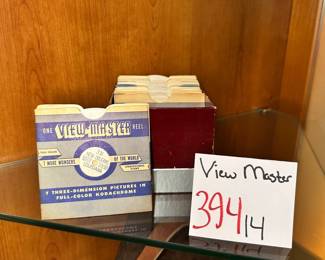 ONE VIEW-MASTER REEL
7 MORE WONDERS OF THE WORLD
7 THREE-DIMENSION PICTURES IN
FULL-COLOR KODACHROME
View Master
394 14